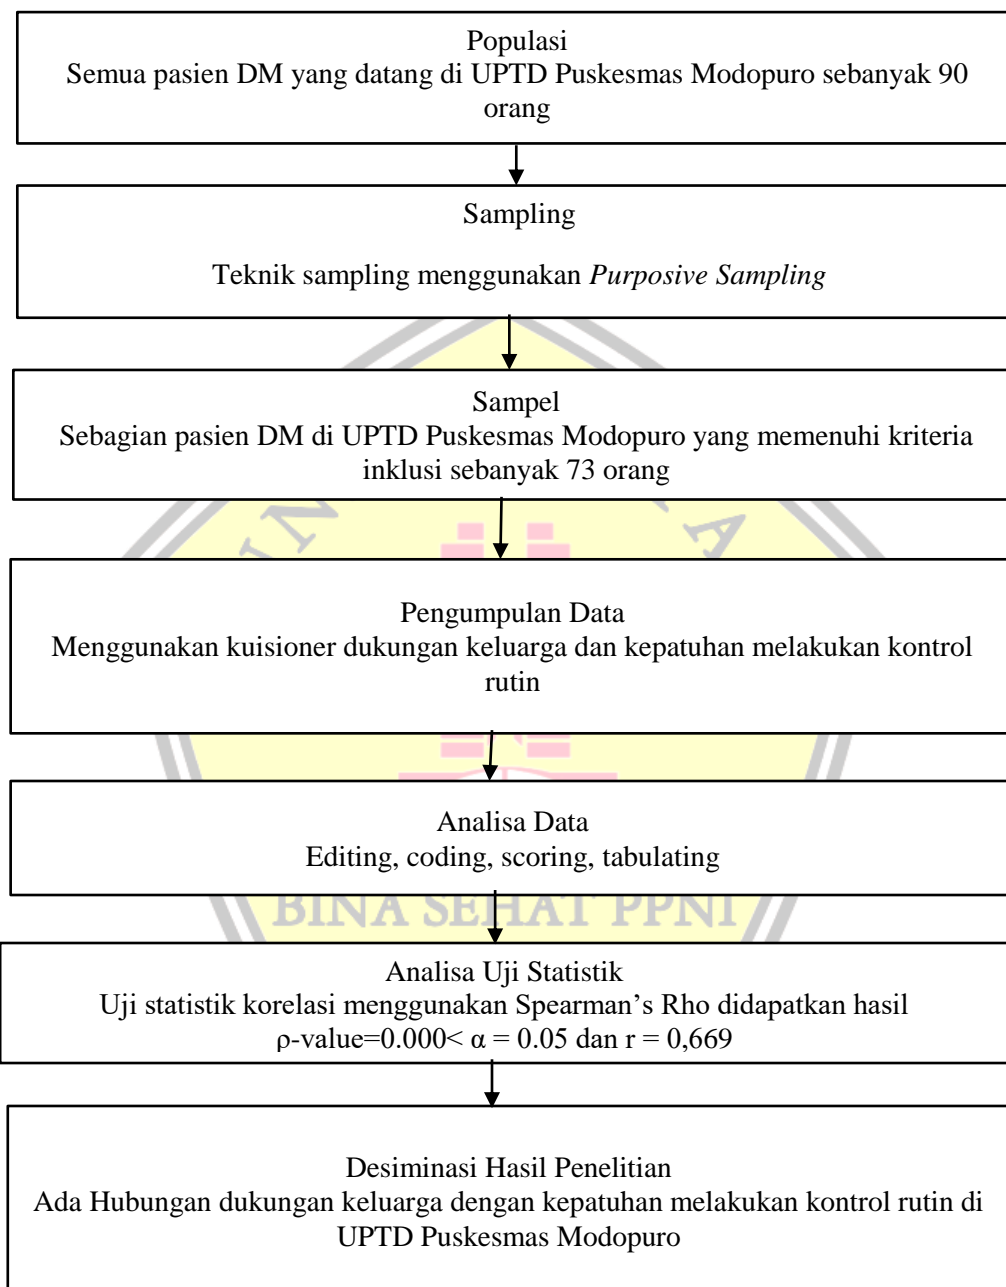 Populasi
Semua pasien DM yang datang di UPTD Puskesmas Modopuro sebanyak 90
orang
Sampling
Teknik sampling menggunakan Purposive Sampling
Sampel
Sebagian pasien DM di UPTD Puskesmas Modopuro yang memenuhi kriteria
inklusi sebanyak 73 orang
Pengumpulan Data
Menggunakan kuisioner dukungan keluarga dan kepatuhan melakukan kontrol
rutin
Analisa Data
Editing, coding, scoring, tabulating
BINA SEHAT PPNI
Analisa Uji Statistik
Uji statistik korelasi menggunakan Spearman’s Rho didapatkan hasil
ρ-value=0.000< α = 0.05 dan r = 0,669
Desiminasi Hasil Penelitian
Ada Hubungan dukungan keluarga dengan kepatuhan melakukan kontrol rutin di
UPTD Puskesmas Modopuro